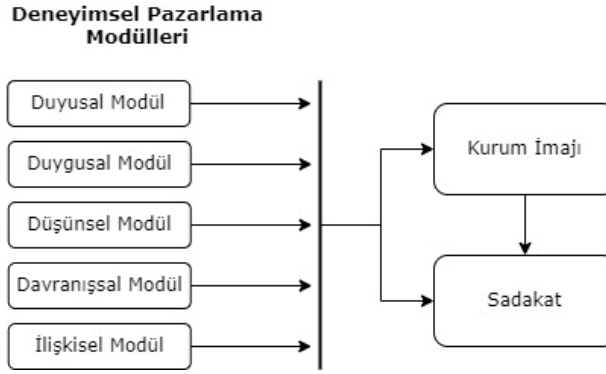 Deneyimsel Pazarlama
Modülleri
Duyusal Modül
Duygusal Modül
Düşünsel Modül
Davranışsal Modül
İlişkisel Modül
Kurum İmajı
Sadakat